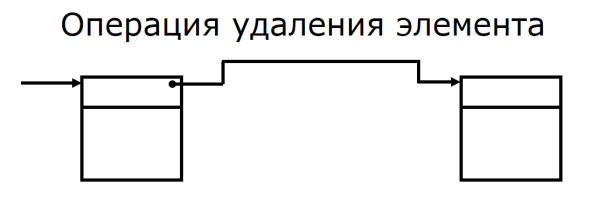 Операция удаления элемента